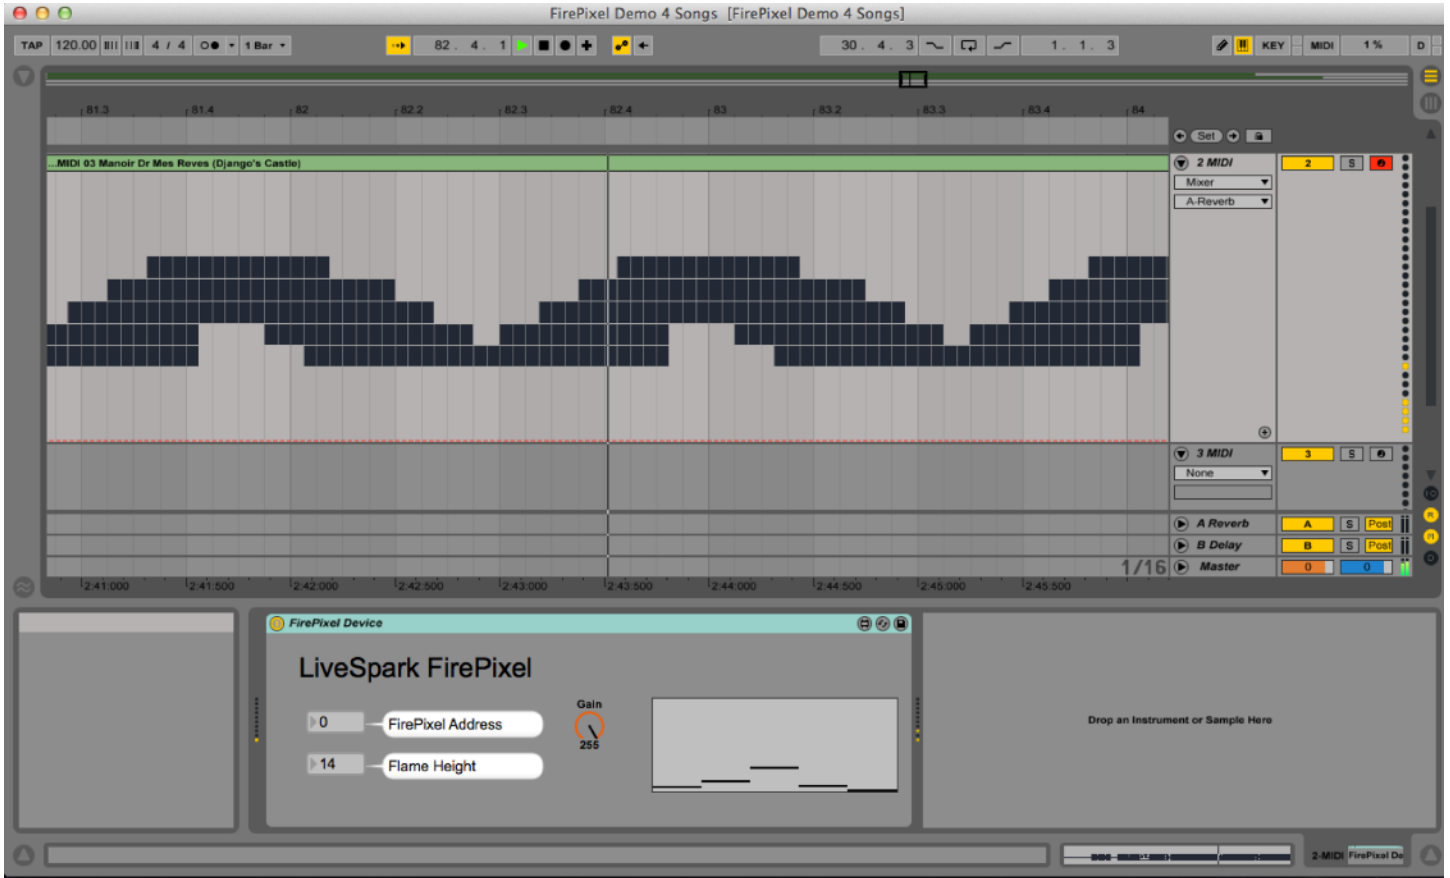 FirePixel Demo 4 Songs [FirePixel Demo 4 Songs]
TAP 120.00 4 / 4 1 Bar 82 . 4 . 1 30 . 4 . 3 1 . 1 . 3 KEY MIDI 1 % D
81.3 81.4 82 82.2 82.3 82.4 83 83.2 83.3 83.4 84
Set
...MIDI 03 Manoir Dr Mes Reves (Django's Castle) 2 MIDI 2 S
Mixer
A-Reverb
3 MIDI 3 S
None
A Reverb A S Post
B Delay B S Post
1/16 Master 0 0
R
M
D
2:41:000 2:41:500 2:42:000 2:42:500 2:43:000 2:43:500 2:44:000 2:44:500 2:45:000 2:45:500
FirePixel Device
LiveSpark FirePixel
Gain
0 FirePixel Address
255
14 Flame Height
Drop an Instrument or Sample Here
2-MIDI FirePixel De